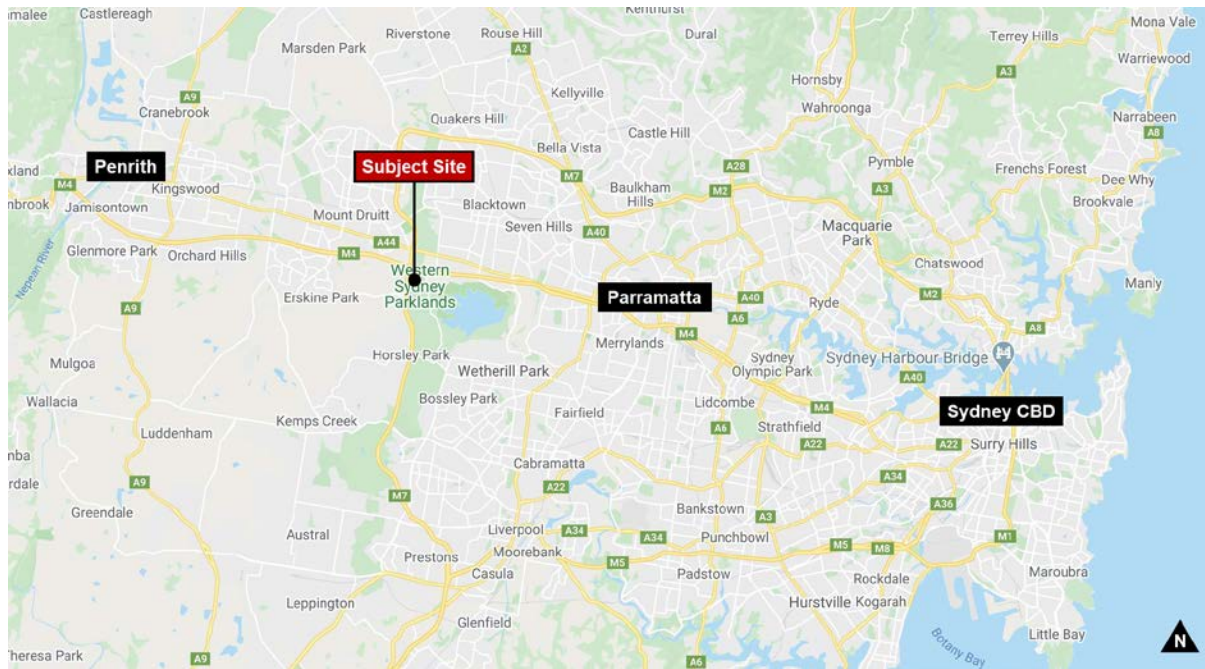 Castlereagh
Riverstone
Rouse Hill
Dural
Mona Vale
Terrey Hills
Marsden Park
A2
Warriewood
A3
Hornsby
Kellyville
A9
Cranebrook
Wahroonga
Quakers Hill
Castle Hill
Narrabeen
A8
Bella Vista
Penrith
Subject Site
A28
Pymble
Frenchs Forest
M7
M4
Kingswood
Baulkham
Hills
M2
A3
Dee Why
Jamisontown
Mount Druitt
Blacktown
Brookvale
Seven Hills
Macquarie
Park
A40
Glenmore Park
Orchard Hills
M4
A44
Chatswood
Nepean River
Western
Sydney
Parklands
Erskine Park
Parramatta
A40
Ryde
M2
Manly
A9
A6
A8
M4
Merrylands
Horsley Park
Sydney
Olympic Park
Sydney Harbour Bridge
Mulgoa
Wetherill Park
A40
Wallacia
Bossley Park
Lidcombe
M4
Sydney CBD
Kemps Creek
Fairfield
Strathfield
Luddenham
A6
A22
A22
Surry Hills
Cabramatta
A34
A9
A22
M7
Bankstown
A36
Greendale
A3
Austral
Liverpool
A34
A34
Punchbowl
M1
Prestons
Moorebank
M5
M5
M8
Casula
Padstow
Rockdale
Maroubra
Leppington
Hurstville
Kogarah
Glenfield
Botany Bay
Little Bay
N
Theresa Park
A9
A6